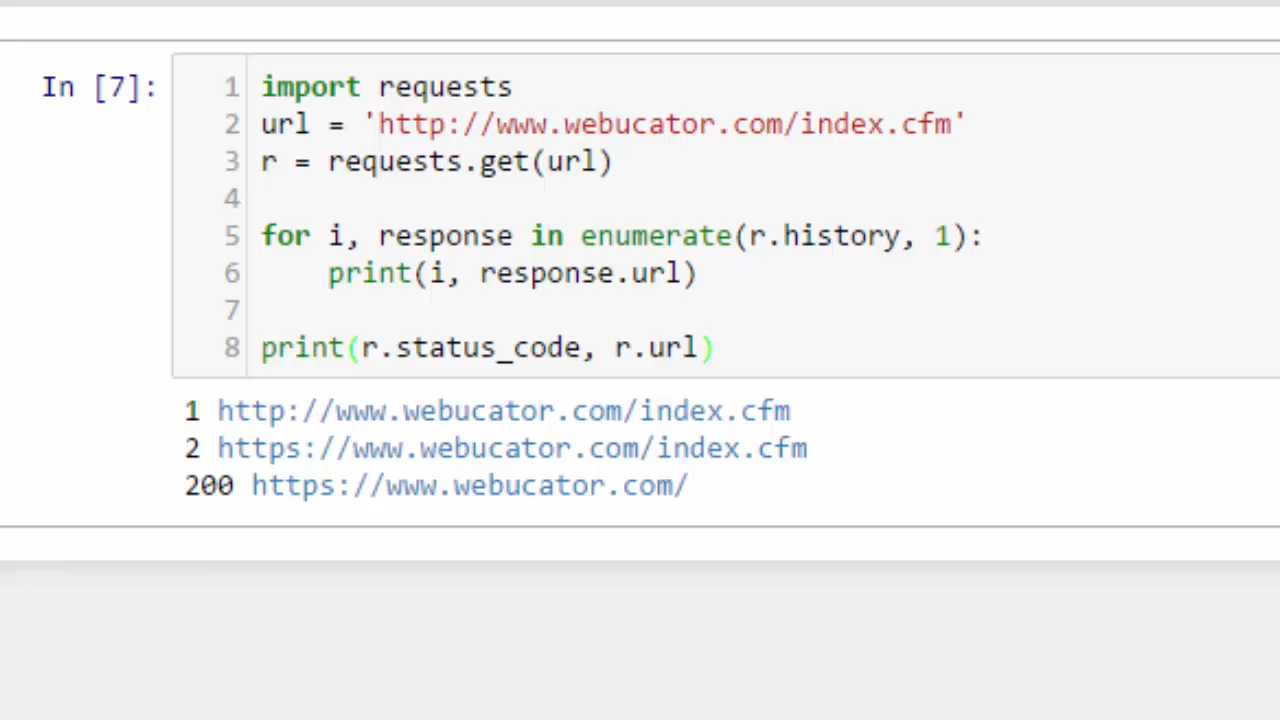 In [7]:
1 import requests
2 url = 'http://www.webucator.com/index.cfm'
3 r = requests.get(url)
4
5 for i, response in enumerate(r.history, 1):
6     print(i, response.url)
7
8 print(r.status_code, r.url)
1 http://www.webucator.com/index.cfm
2 https://www.webucator.com/index.cfm
200 https://www.webucator.com/